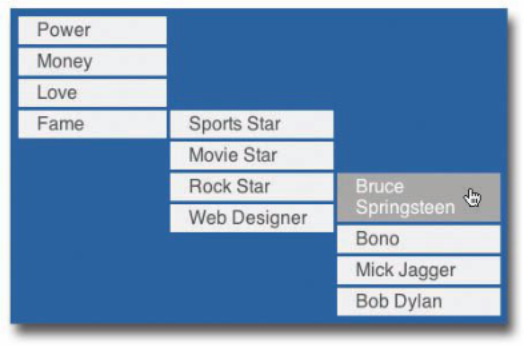 Power
Money
Love
Fame
Sports Star
Movie Star
Rock Star
Web Designer
Bruce
Springsteen
Bono
Mick Jagger
Bob Dylan